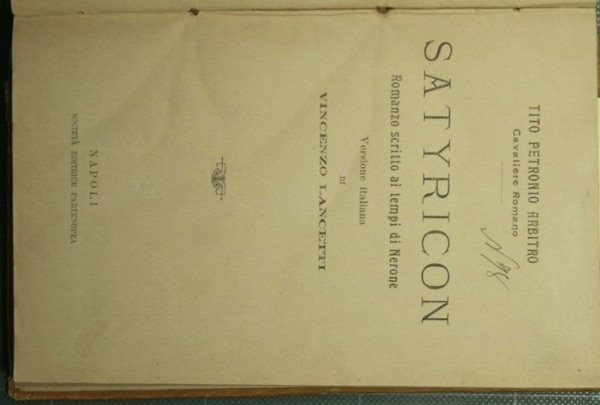 TITO PETRONIO ARBITRO
Cavaliere Romano
SATYRICON
Romanzo scritto ai tempi di Nerone
Versione italiana
DI
VINCENZO LANCETTI
NAPOLI
SOCIETÀ EDITRICE PARTENOPEA